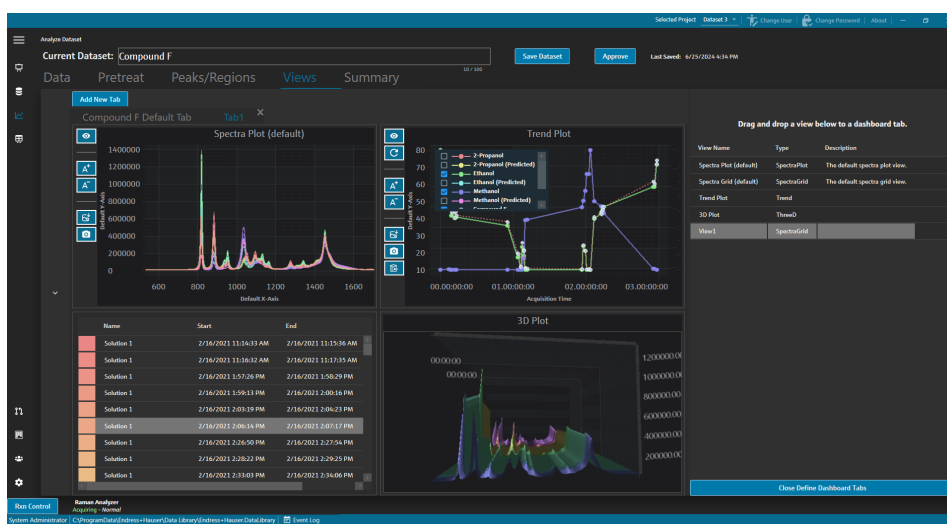 Selected Project Dataset 3 Change User Change Password About
Analyze Dataset
Current Dataset: Compound F Save Dataset Approve Last Saved: 6/25/2024 4:34 PM
10 / 100
Data Pretreat Peaks/Regions Views Summary
Add New Tab
Compound F Default Tab Tab1 X
Spectra Plot (default)
1400000
1200000
1000000
800000
600000
400000
200000
0
Default Y-Axis
600 800 1000 1200 1400 1600
Default X-Axis
A+
A-
Trend Plot
80
70
60
50
40
30
20
10
Default Y-Axis
2-Propanol
2-Propanol (Predicted)
Ethanol
Ethanol (Predicted)
Methanol
Methanol (Predicted)
00.00:00:00 01.00:00:00 02.00:00:00 03.00:00:00
Acquisition Time
A+
A-
Drag and drop a view below to a dashboard tab.
View Name Type Description
Spectra Plot (default) SpectraPlot The default spectra plot view.
Spectra Grid (default) SpectraGrid The default spectra grid view.
Trend Plot Trend
3D Plot ThreeD
View1 SpectraGrid
Name Start End
Solution 1 2/16/2021 11:14:33 AM 2/16/2021 11:15:36 AM
Solution 1 2/16/2021 11:16:32 AM 2/16/2021 11:17:35 AM
Solution 1 2/16/2021 1:57:26 PM 2/16/2021 1:58:29 PM
Solution 1 2/16/2021 1:59:13 PM 2/16/2021 2:00:16 PM
Solution 1 2/16/2021 2:03:19 PM 2/16/2021 2:04:23 PM
Solution 1 2/16/2021 2:06:14 PM 2/16/2021 2:07:17 PM
Solution 1 2/16/2021 2:26:50 PM 2/16/2021 2:27:54 PM
Solution 1 2/16/2021 2:28:22 PM 2/16/2021 2:29:25 PM
Solution 1 2/16/2021 2:33:03 PM 2/16/2021 2:34:06 PM
3D Plot
00:00:00
00:00:00
1200000.0
1000000.0
800000.00
600000.00
400000.00
200000.00
Close Define Dashboard Tabs
Rxn Control Raman Analyzer
Acquiring - Normal
System Administrator C:\ProgramData\Endress+Hauser\Data Library\Endress+Hauser.DataLibrary Event Log